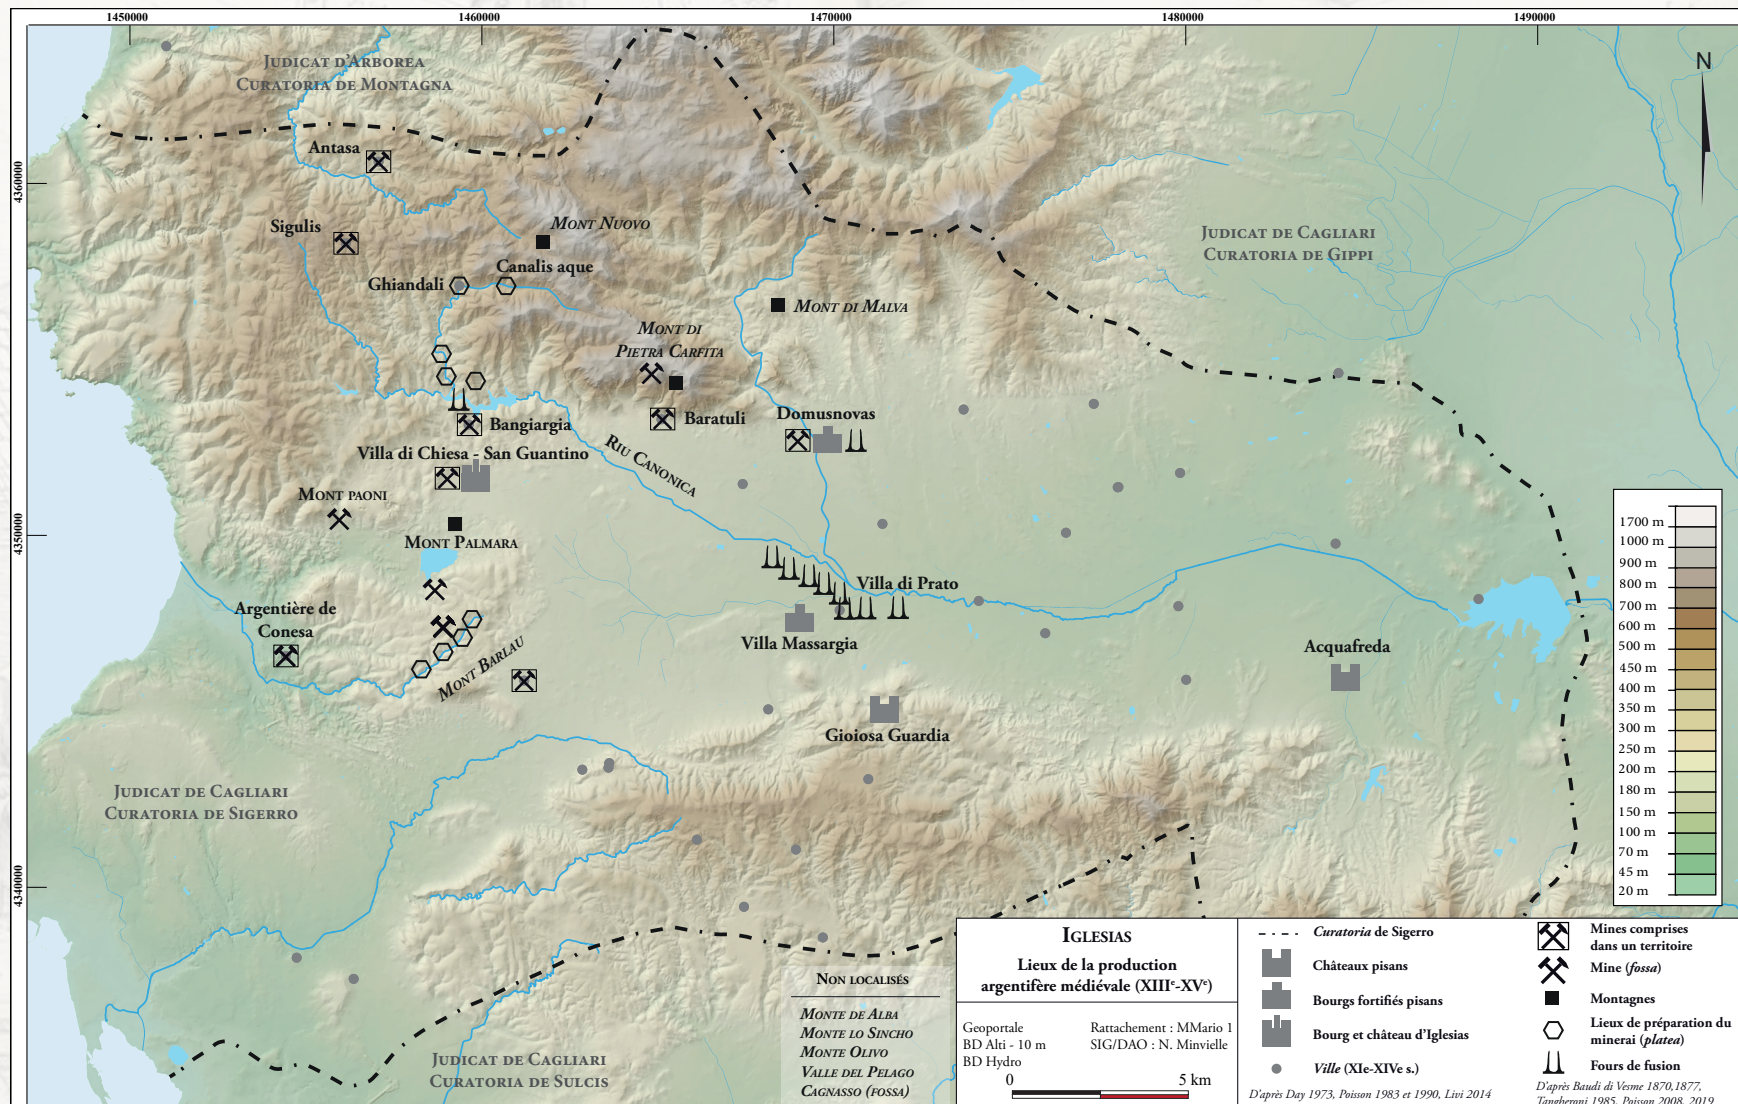 1450000
1460000
1470000
1480000
1490000
4360000
4350000
4340000
N
Judicat d'Arborea
Curatoria de Montagna
Antasa
Sigulis
Mont Nuovo
Canalis aque
Ghiandali
Judicat de Cagliari
Curatoria de Gippi
Mont di Malva
Mont di
Pietra Carfita
Baratuli
Domusnovas
Bangiargia
Villa di Chiesa - San Guantino
Riu Canonica
Mont paoni
Mont Palmara
Argentière de
Conesa
Mont Barlau
Villa di Prato
Villa Massargia
Acquafreda
Gioiosa Guardia
Judicat de Cagliari
Curatoria de Sigerro
Judicat de Cagliari
Curatoria de Sulcis
1700 m
1000 m
900 m
800 m
700 m
600 m
500 m
450 m
400 m
350 m
300 m
250 m
200 m
180 m
150 m
100 m
70 m
45 m
20 m
Non localisés
Monte de Alba
Monte lo Sincho
Monte Olivo
Valle del Pelago
Cagnasso (fossa)
Iglesias
Lieux de la production
argentifère médiévale (XIIIe-XVe)
Geoportale
BD Alti - 10 m
BD Hydro
Rattachement : MMario 1
SIG/DAO : N. Minvielle
0
5 km
Curatoria de Sigerro
Châteaux pisans
Bourgs fortifiés pisans
Bourg et château d'Iglesias
Ville (XIe-XIVe s.)
D'après Day 1973, Poisson 1983 et 1990, Livi 2014
Mines comprises
dans un territoire
Mine (fossa)
Montagnes
Lieux de préparation du
minerai (platea)
Fours de fusion
D'après Baudi di Vesme 1870,1877,
Tangheroni 1985, Poisson 2008, 2019